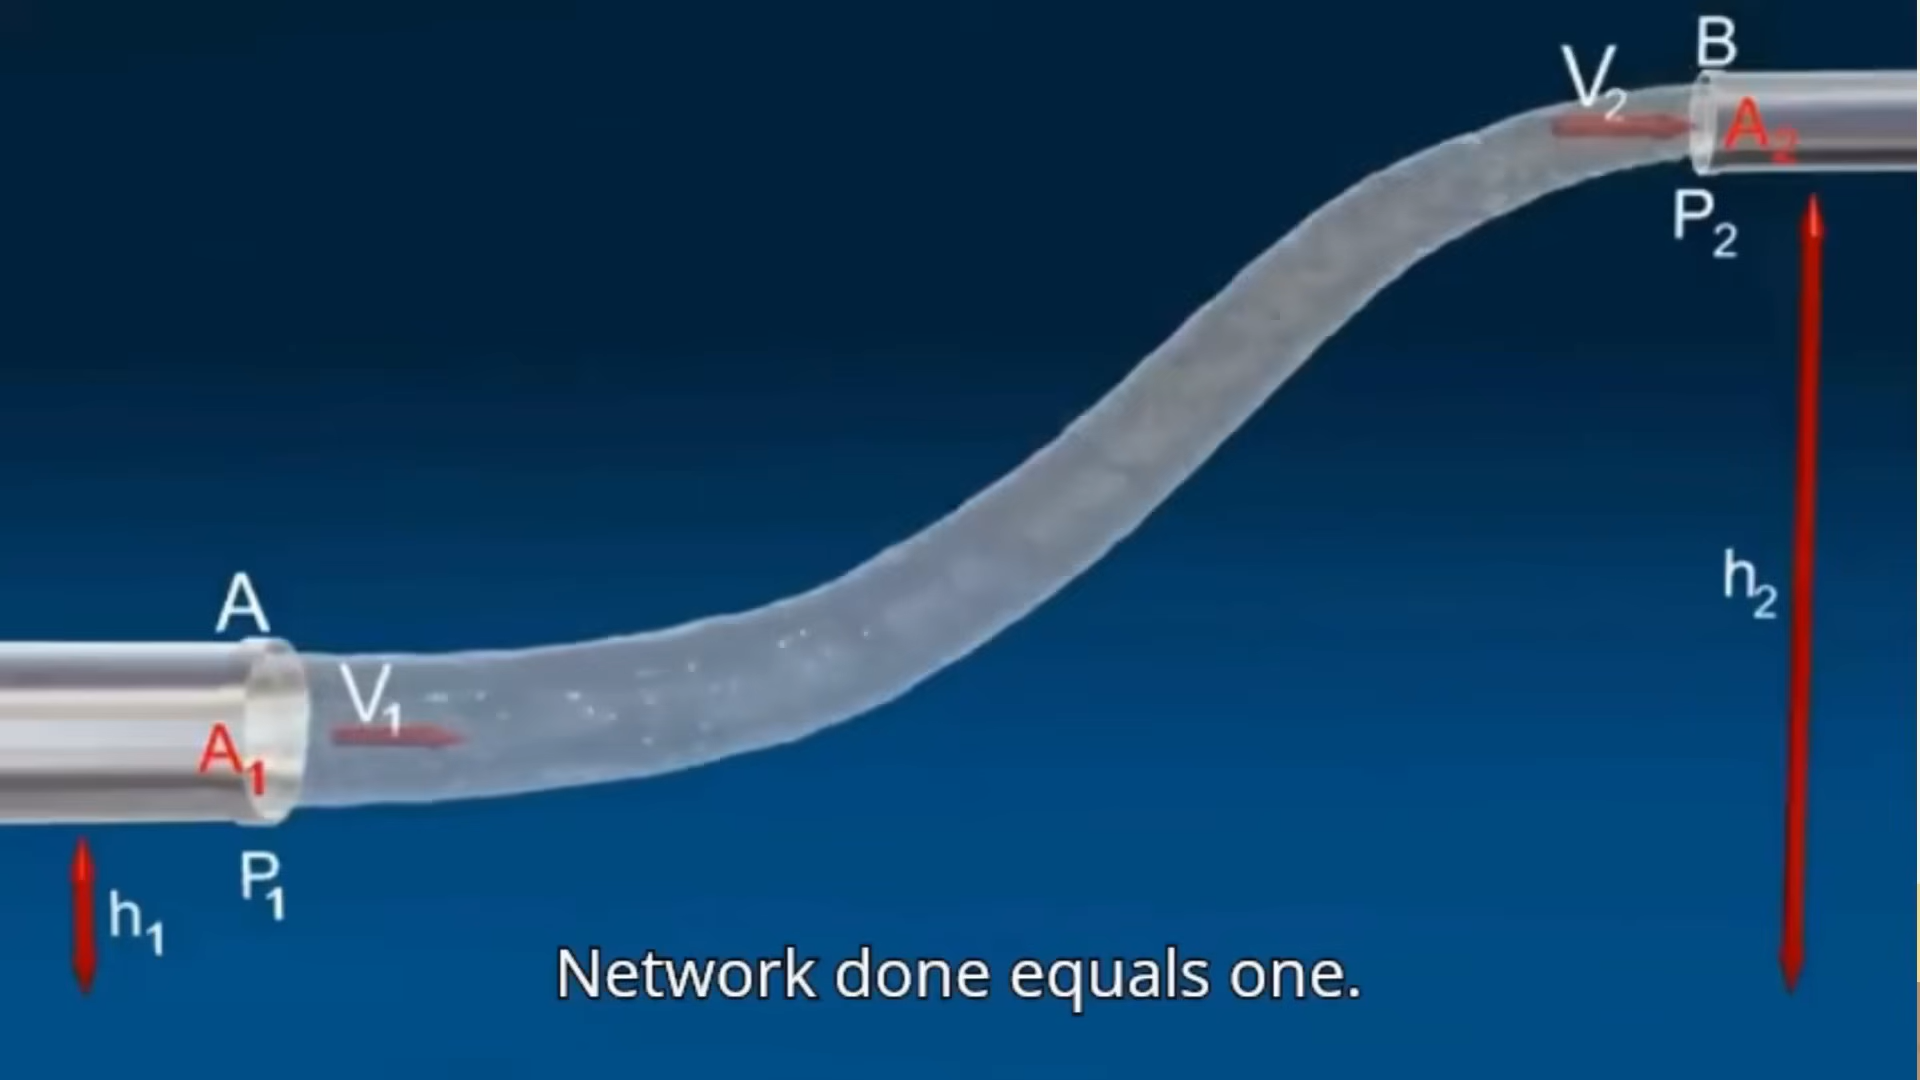 B
V₂
A₂
P₂
h₂
A
V₁
A₁
P₁
h₁
Network done equals one.